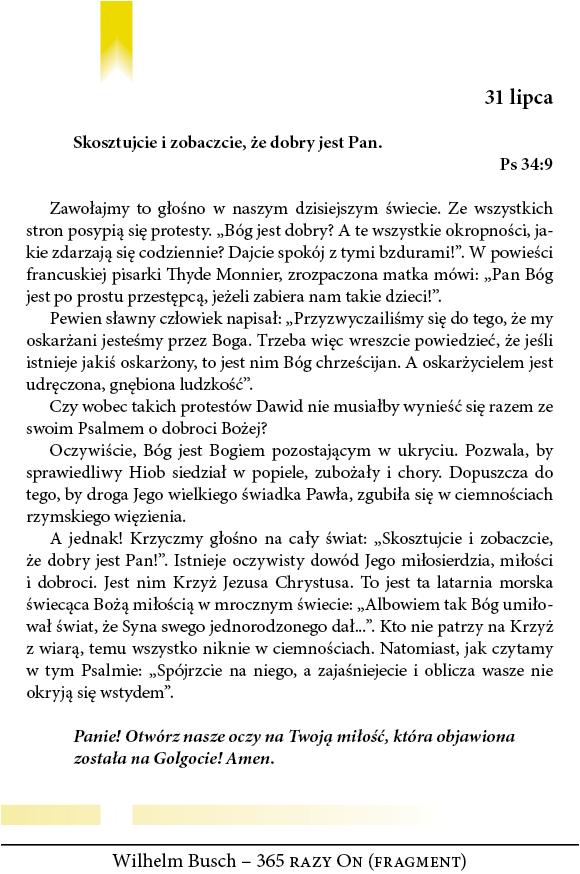 31 lipca
Skosztujcie i zobaczcie, że dobry jest Pan.
Ps 34:9
Zawołajmy to głośno w naszym dzisiejszym świecie. Ze wszystkich
stron posypią się protesty. „Bóg jest dobry? A te wszystkie okropności, ja-
kie zdarzają się codziennie? Dajcie spokój z tymi bzdurami!”. W powieści
francuskiej pisarki Thyde Monnier, zrozpaczona matka mówi: „Pan Bóg
jest po prostu przestępcą, jeżeli zabiera nam takie dzieci!”.
Pewien sławny człowiek napisał: „Przyzwyczailiśmy się do tego, że my
oskarżani jesteśmy przez Boga. Trzeba więc wreszcie powiedzieć, że jeśli
istnieje jakiś oskarżony, to jest nim Bóg chrześcijan. A oskarżycielem jest
udręczona, gnębiona ludzkość”.
Czy wobec takich protestów Dawid nie musiałby wynieść się razem ze
swoim Psalmem o dobroci Bożej?
Oczywiście, Bóg jest Bogiem pozostającym w ukryciu. Pozwala, by
sprawiedliwy Hiob siedział w popiele, zubożały i chory. Dopuszcza do
tego, by droga Jego wielkiego świadka Pawła, zgubiła się w ciemnościach
rzymskiego więzienia.
A jednak! Krzyczmy głośno na cały świat: „Skosztujcie i zobaczcie,
że dobry jest Pan!”. Istnieje oczywisty dowód Jego miłosierdzia, miłości
i dobroci. Jest nim Krzyż Jezusa Chrystusa. To jest ta latarnia morska
świecąca Bożą miłością w mrocznym świecie: „Albowiem tak Bóg umiło-
wał świat, że Syna swego jednorodzonego dał...”. Kto nie patrzy na Krzyż
z wiarą, temu wszystko niknie w ciemnościach. Natomiast, jak czytamy
w tym Psalmie: „Spójrzcie na niego, a zajaśniejecie i oblicza wasze nie
okryją się wstydem”.
Panie! Otwórz nasze oczy na Twoją miłość, która objawiona
została na Golgocie! Amen.
Wilhelm Busch – 365 razy On (fragment)